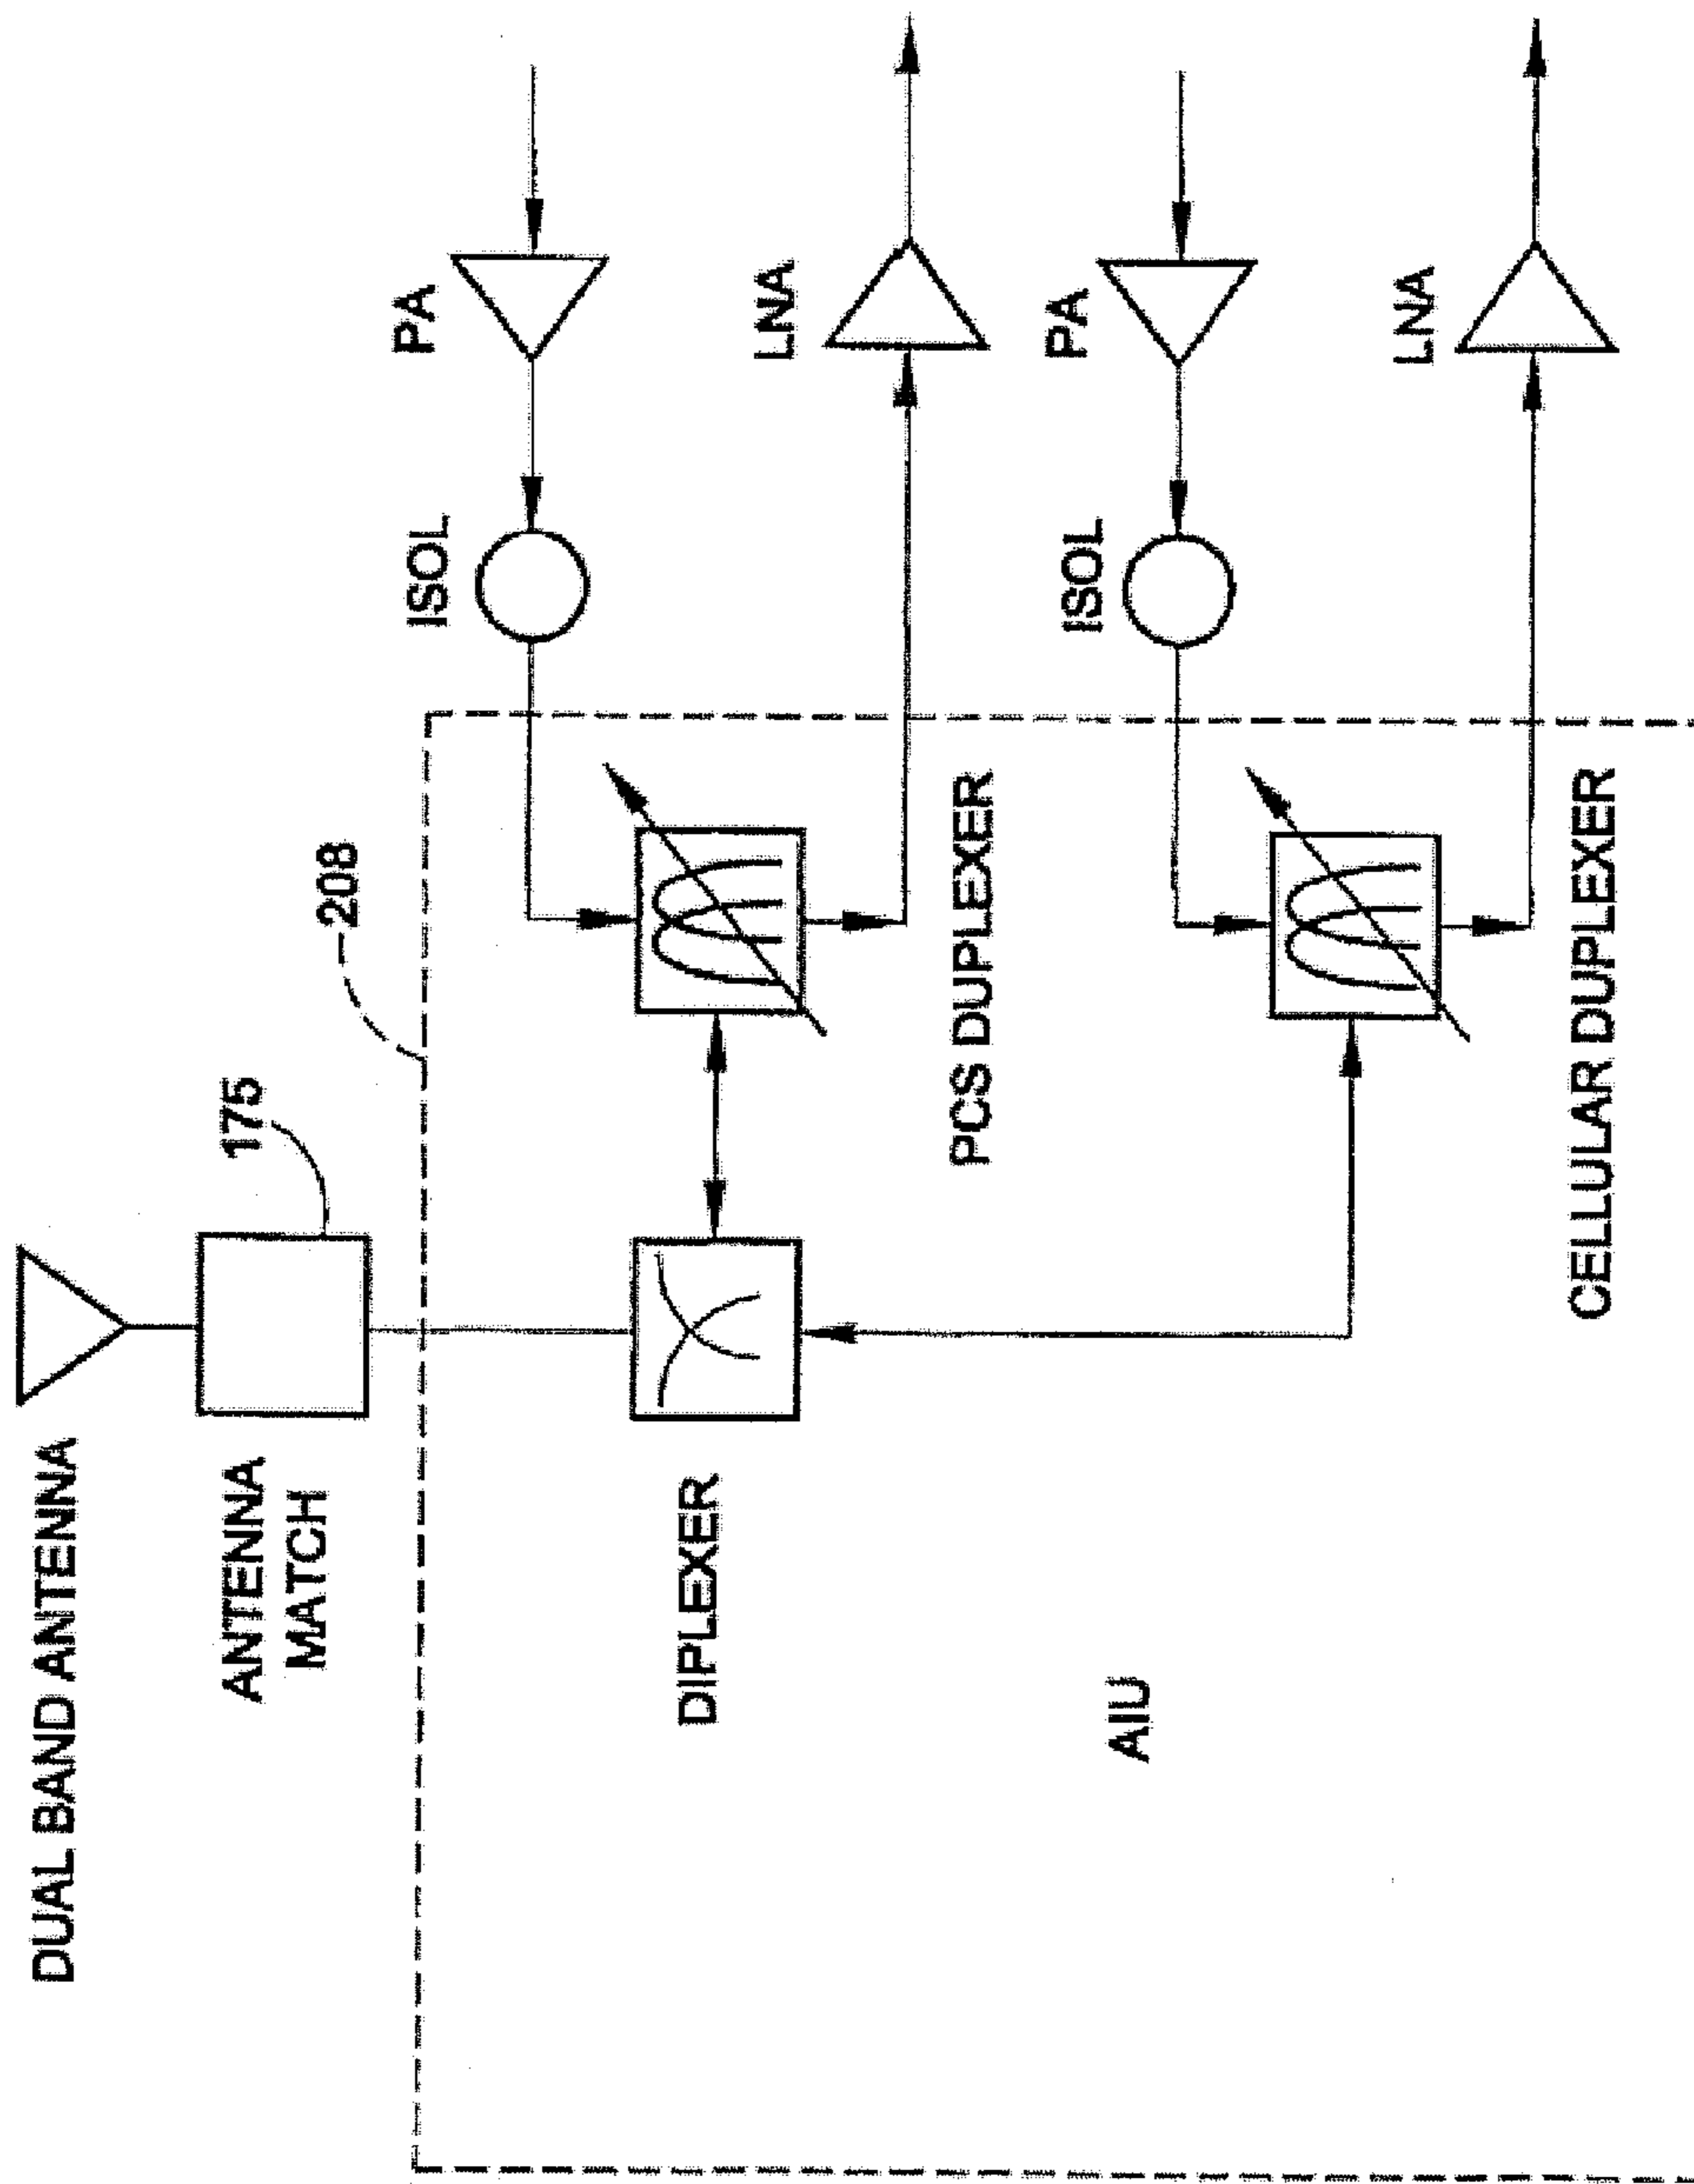 DUAL BAND ANTENNA
ANTENNA
MATCH
175
208
DIPLEXER
AIU
PCS DUPLEXER
CELLULAR DUPLEXER
ISOL
PA
LNA
ISOL
PA
LNA